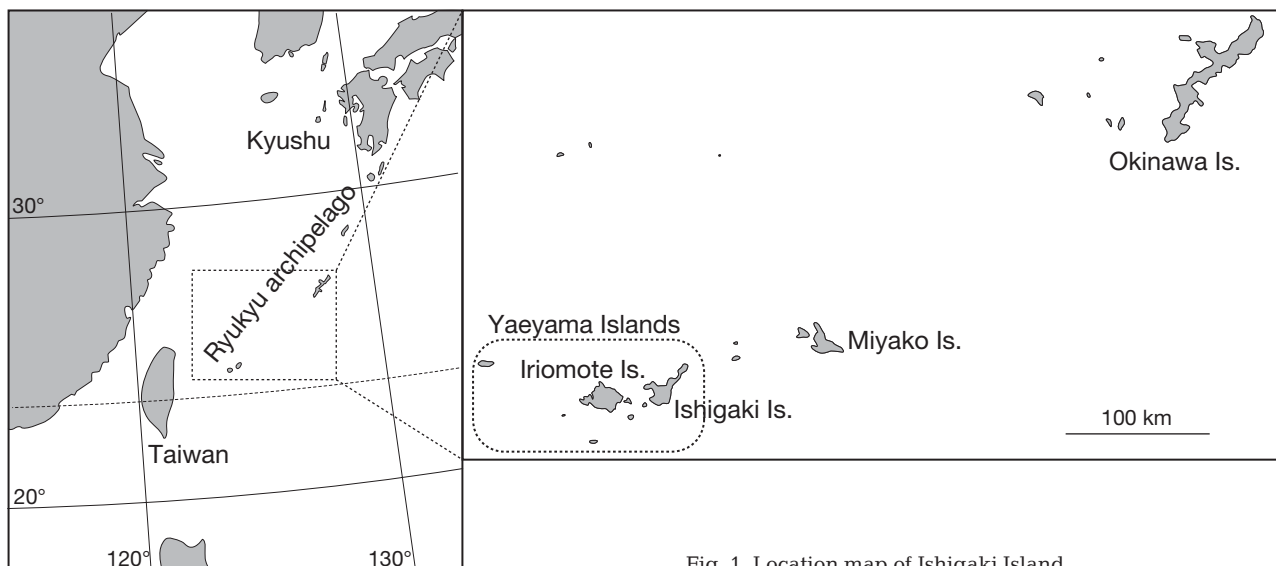 Kyushu
30°
Ryukyu archipelago
Taiwan
20°
120°
130°
Okinawa Is.
Yaeyama Islands
Miyako Is.
Iriomote Is.
Ishigaki Is.
100 km
Fig. 1. Location map of Ishigaki Island